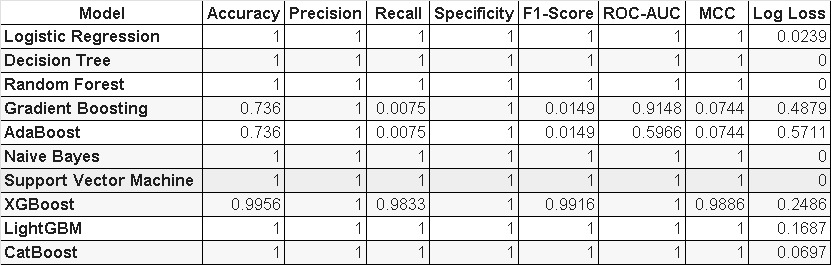 Model Accuracy Precision Recall Specificity F1-Score ROC-AUC MCC Log Loss
Logistic Regression 1 1 1 1 1 1 1 0.0239
Decision Tree 1 1 1 1 1 1 1 0
Random Forest 1 1 1 1 1 1 1 0
Gradient Boosting 0.736 1 0.0075 1 0.0149 0.9148 0.0744 0.4879
AdaBoost 0.736 1 0.0075 1 0.0149 0.5966 0.0744 0.5711
Naive Bayes 1 1 1 1 1 1 1 0
Support Vector Machine 1 1 1 1 1 1 1 0
XGBoost 0.9956 1 0.9833 1 0.9916 1 0.9886 0.2486
LightGBM 1 1 1 1 1 1 1 0.1687
CatBoost 1 1 1 1 1 1 1 0.0697